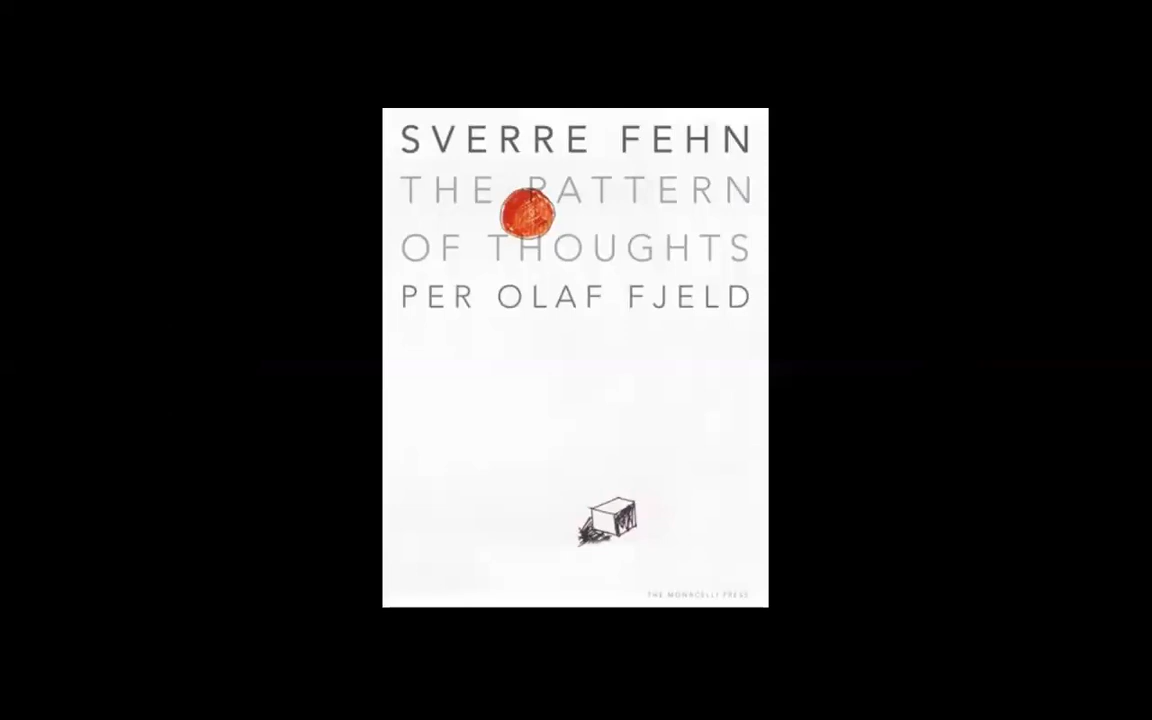 SVERRE FEHN
THE PATTERN
OF THOUGHTS
PER OLAF FJELD
THE MONACELLI PRESS